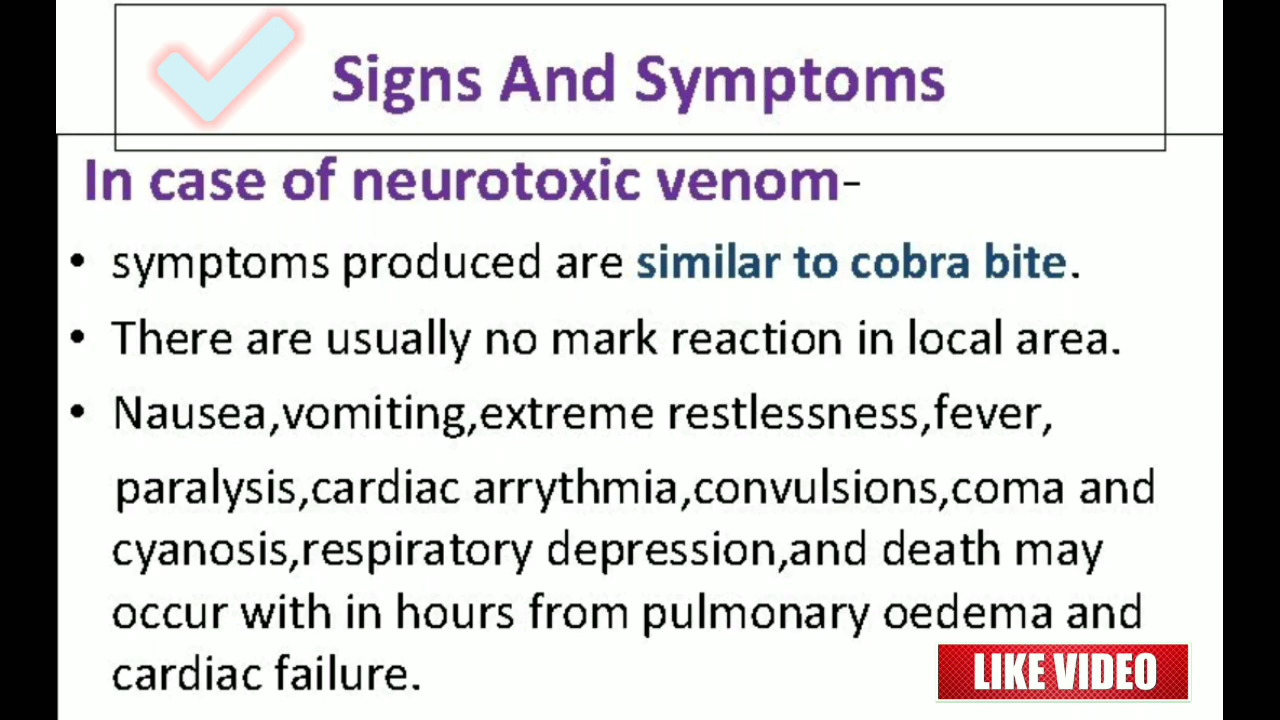 Signs And Symptoms
In case of neurotoxic venom-
• symptoms produced are similar to cobra bite.
• There are usually no mark reaction in local area.
• Nausea,vomiting,extreme restlessness,fever,
paralysis,cardiac arrythmia,convulsions,coma and
cyanosis,respiratory depression,and death may
occur with in hours from pulmonary oedema and
cardiac failure.
LIKE VIDEO